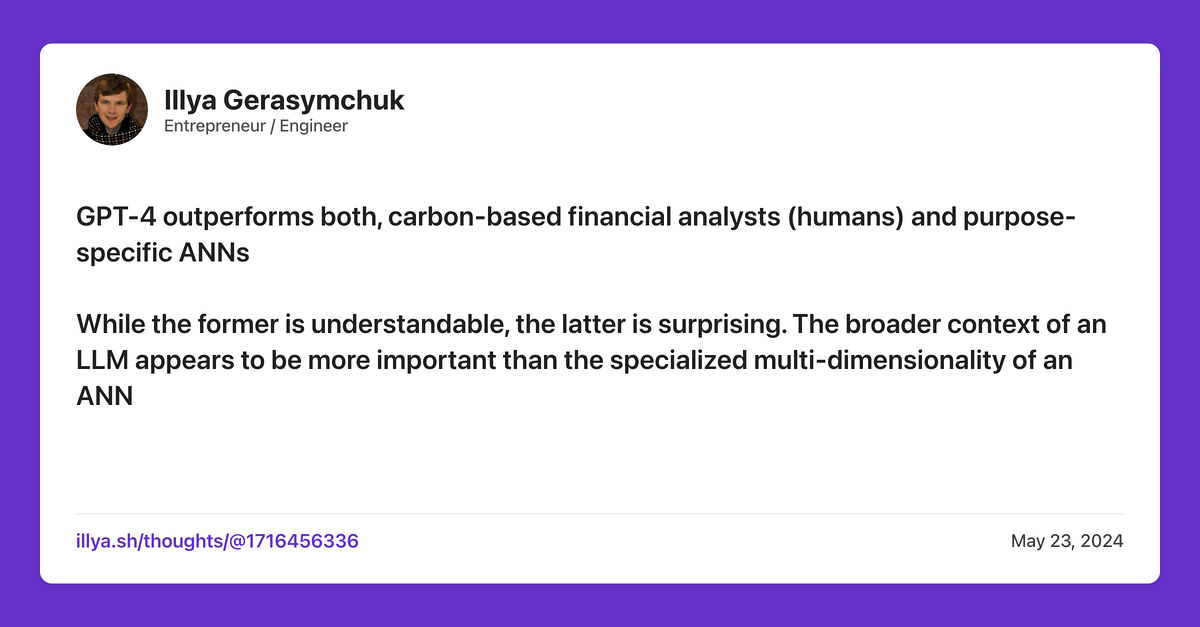 Illya Gerasymchuk
Entrepreneur / Engineer
GPT-4 outperforms both, carbon-based financial analysts (humans) and purpose-
specific ANNs
While the former is understandable, the latter is surprising. The broader context of an
LLM appears to be more important than the specialized multi-dimensionality of an
ANN
illya.sh/thoughts/@1716456336
May 23, 2024